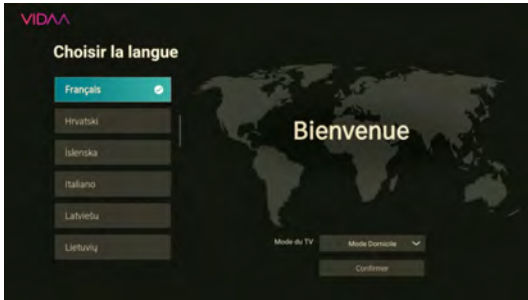 VIDAA
Choisir la langue
Français
Hrvatski
Íslenska
Italiano
Latviešu
Lietuvių
Bienvenue
Mode du TV
Mode Domicile
Confirmer